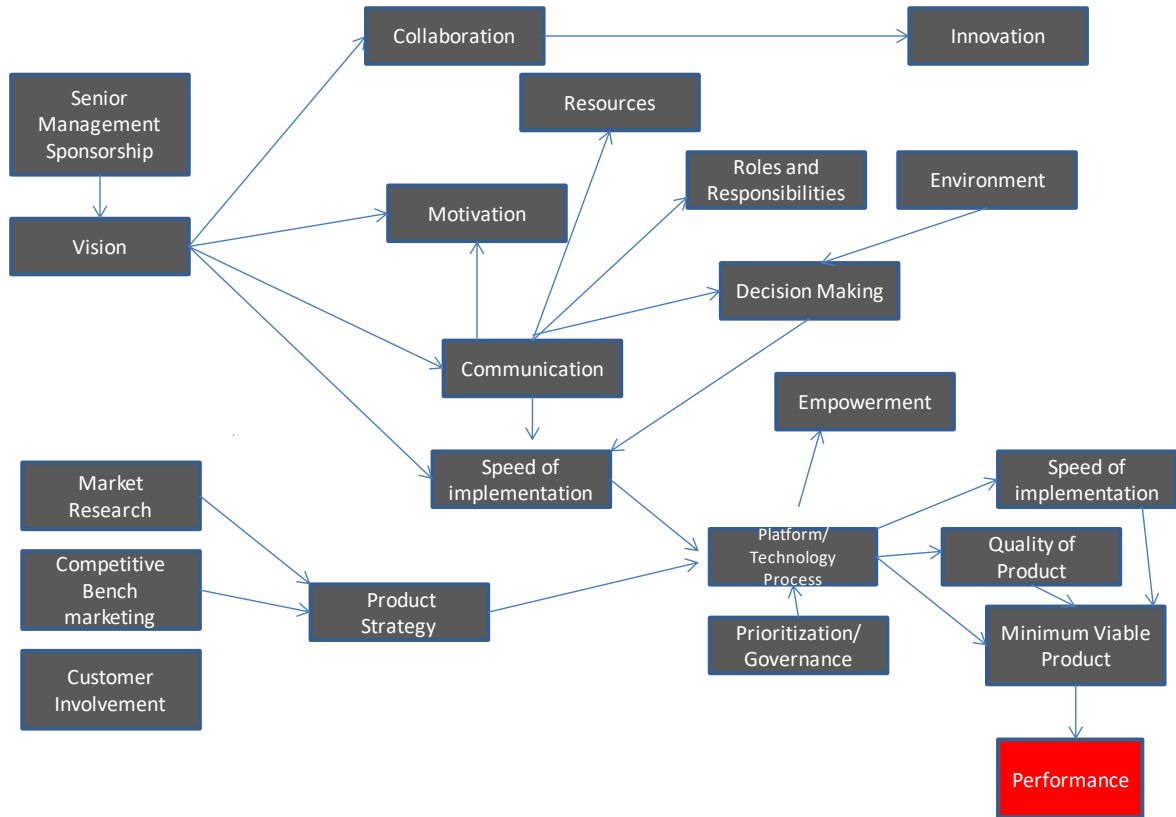 Collaboration
Innovation
Senior
Management
Sponsorship
Resources
Roles and
Responsibilities
Environment
Motivation
Vision
Decision Making
Communication
Empowerment
Market
Research
Speed of
implementation
Speed of
implementation
Platform/
Technology
Process
Quality of
Product
Competitive
Bench
marketing
Product
Strategy
Prioritization/
Governance
Minimum Viable
Product
Customer
Involvement
Performance